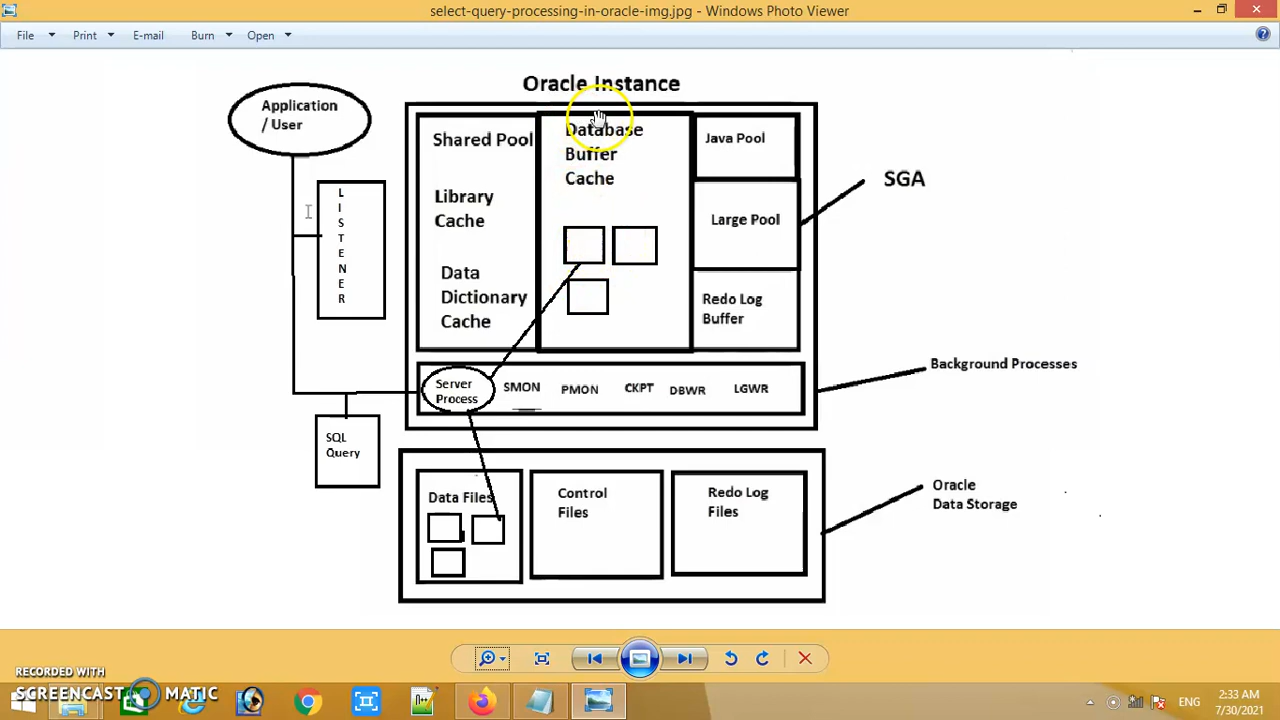 select-query-processing-in-oracle-img.jpg - Windows Photo Viewer
File Print E-mail Burn Open
Oracle Instance
Application
/ User
L
I
S
T
E
N
E
R
Shared Pool
Library
Cache
Data
Dictionary
Cache
Database
Buffer
Cache
Java Pool
Large Pool
Redo Log
Buffer
SGA
Server
Process
SMON PMON CKPT DBWR LGWR
Background Processes
SQL
Query
Data Files
Control
Files
Redo Log
Files
Oracle
Data Storage
RECORDED WITH
SCREENCAST MATIC
ENG
2:33 AM
7/30/2021